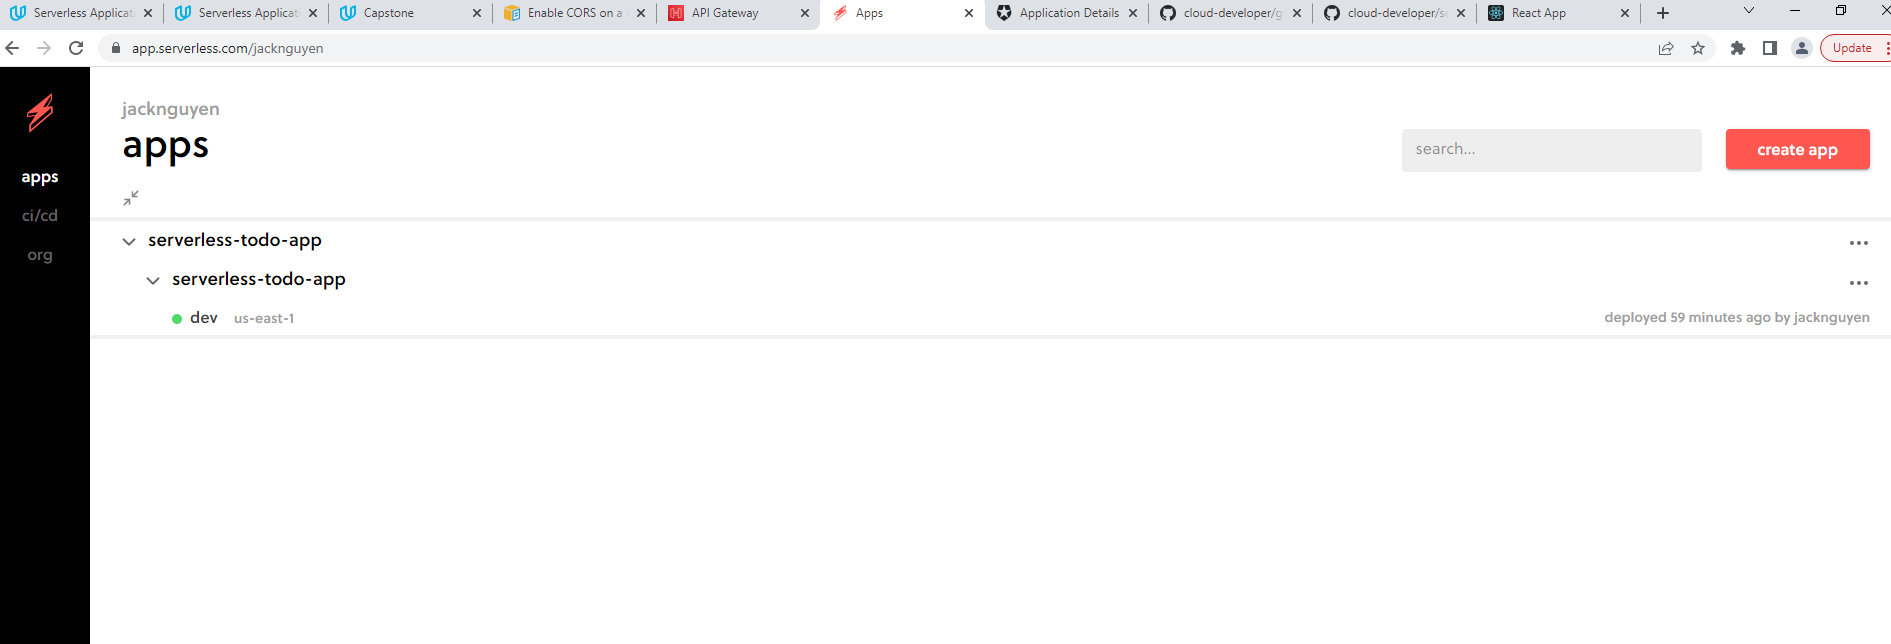 Serverless Applicat
Serverless Applicat
Capstone
Enable CORS on a
API Gateway
Apps
Application Details
cloud-developer/g
cloud-developer/se
React App
app.serverless.com/jacknguyen
Update
jacknguyen
apps
search...
create app
apps
ci/cd
org
serverless-todo-app
serverless-todo-app
dev us-east-1
deployed 59 minutes ago by jacknguyen